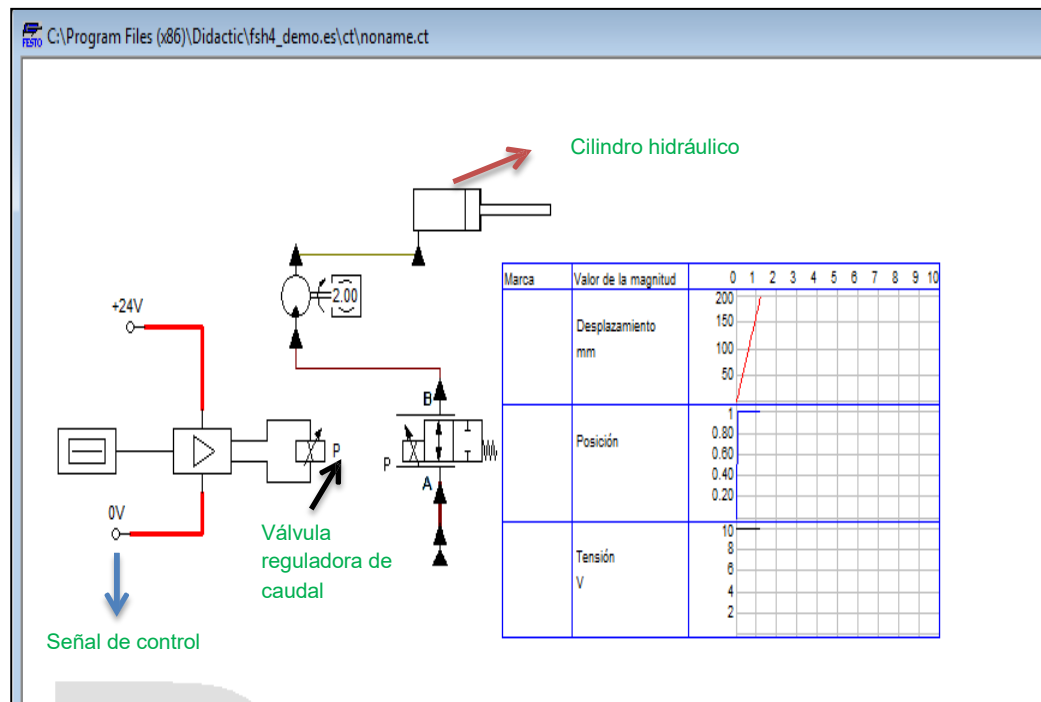 FESTO C:\Program Files (x86)\Didactic\fsh4_demo.es\ct\noname.ct
Cilindro hidráulico
2.00
+24V
Marca Valor de la magnitud 0 1 2 3 4 5 6 7 8 9 10
Desplazamiento
mm
200
150
100
50
B
P
P
A
Posición
1
0.80
0.60
0.40
0.20
0V
Válvula
reguladora de
caudal
Tensión
V
10
8
6
4
2
Señal de control